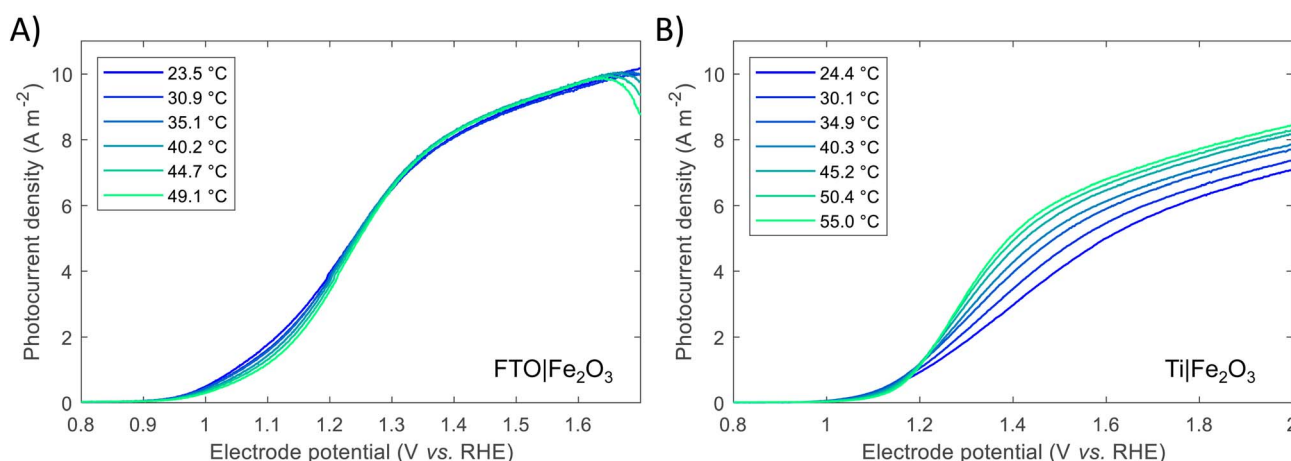 A)
Photocurrent density (A m⁻²)
10
8
6
4
2
0
23.5 °C
30.9 °C
35.1 °C
40.2 °C
44.7 °C
49.1 °C
FTO|Fe₂O₃
0.8 0.9 1 1.1 1.2 1.3 1.4 1.5 1.6
Electrode potential (V vs. RHE)
B)
Photocurrent density (A m⁻²)
10
8
6
4
2
0
24.4 °C
30.1 °C
34.9 °C
40.3 °C
45.2 °C
50.4 °C
55.0 °C
Ti|Fe₂O₃
0.8 1 1.2 1.4 1.6 1.8 2
Electrode potential (V vs. RHE)